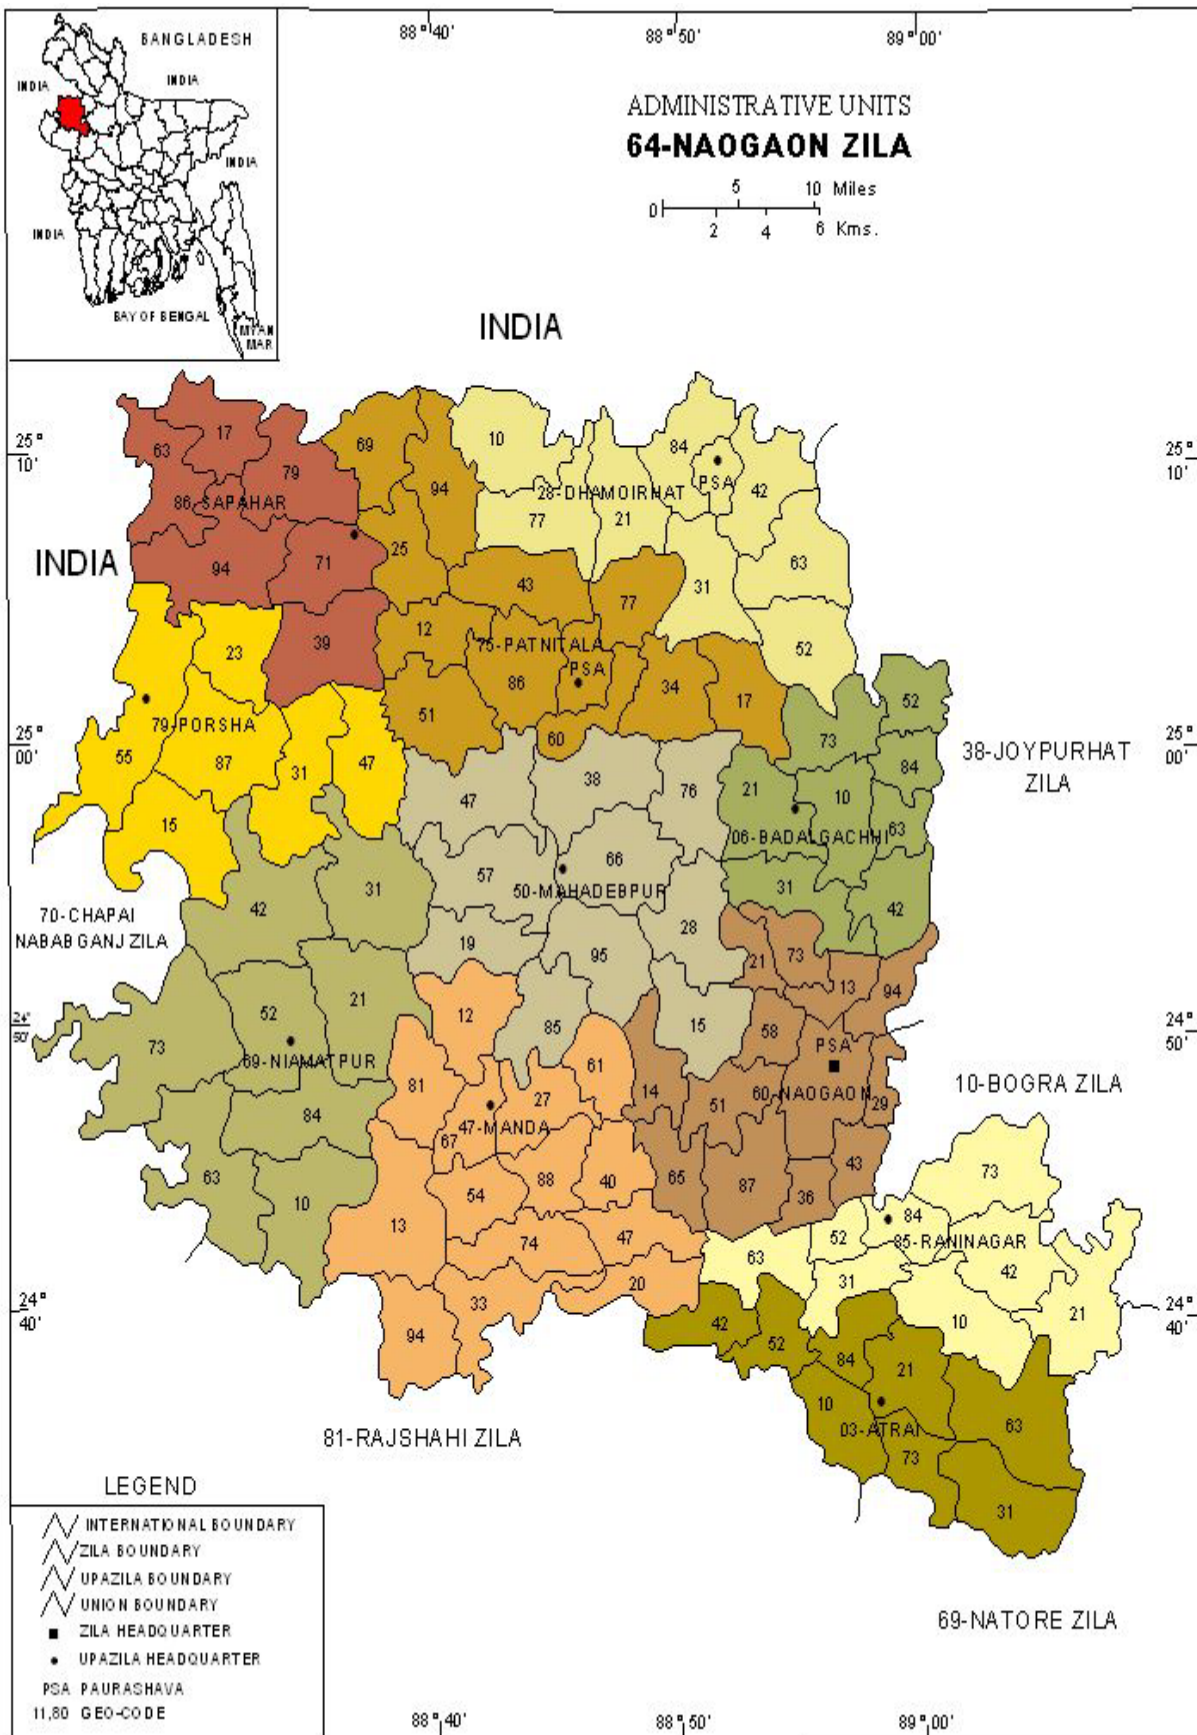 88°40'
88°50'
89°00'
BANGLADESH
INDIA
INDIA
INDIA
INDIA
BAY OF BENGAL
MYAN
MAR
ADMINISTRATIVE UNITS
64-NAOGAON ZILA
5 10 Miles
0
2 4 6 Kms.
INDIA
INDIA
25°
10'
25°
10'
25°
00'
25°
00'
24°
50'
24°
50'
24°
40'
24°
40'
17
63
79
86-SAPAHAR
94
71
39
69
94
25
43
77
12
75-PATNITALA
PSA
86
34
17
51
60
10
84
PSA
42
28-DHAMOIRHAT
77
21
63
31
52
23
79-PORSHA
55
87
31
47
15
52
73
84
21
10
06-BADALGACHHI
63
31
42
38-JOYPURHAT
ZILA
47
38
76
66
57
50-MAHADEBPUR
28
19
95
85
15
70-CHAPAI
NABABGANJ ZILA
42
31
21
52
73
69-NIAMATPUR
84
63
10
21
73
13
94
58
PSA
14
51
60-NAOGAON
29
43
65
87
36
10-BOGRA ZILA
12
61
81
27
47-MANDA
67
88
40
54
13
74
47
20
33
94
73
84
52
85-RANINAGAR
63
42
31
10
21
42
52
84
21
10
03-ATRAI
63
73
31
81-RAJSHAHI ZILA
69-NATORE ZILA
LEGEND
INTERNATIONAL BOUNDARY
ZILA BOUNDARY
UPAZILA BOUNDARY
UNION BOUNDARY
ZILA HEADQUARTER
UPAZILA HEADQUARTER
PSA PAURASHAVA
11,80 GEO-CODE
88°40'
88°50'
89°00'